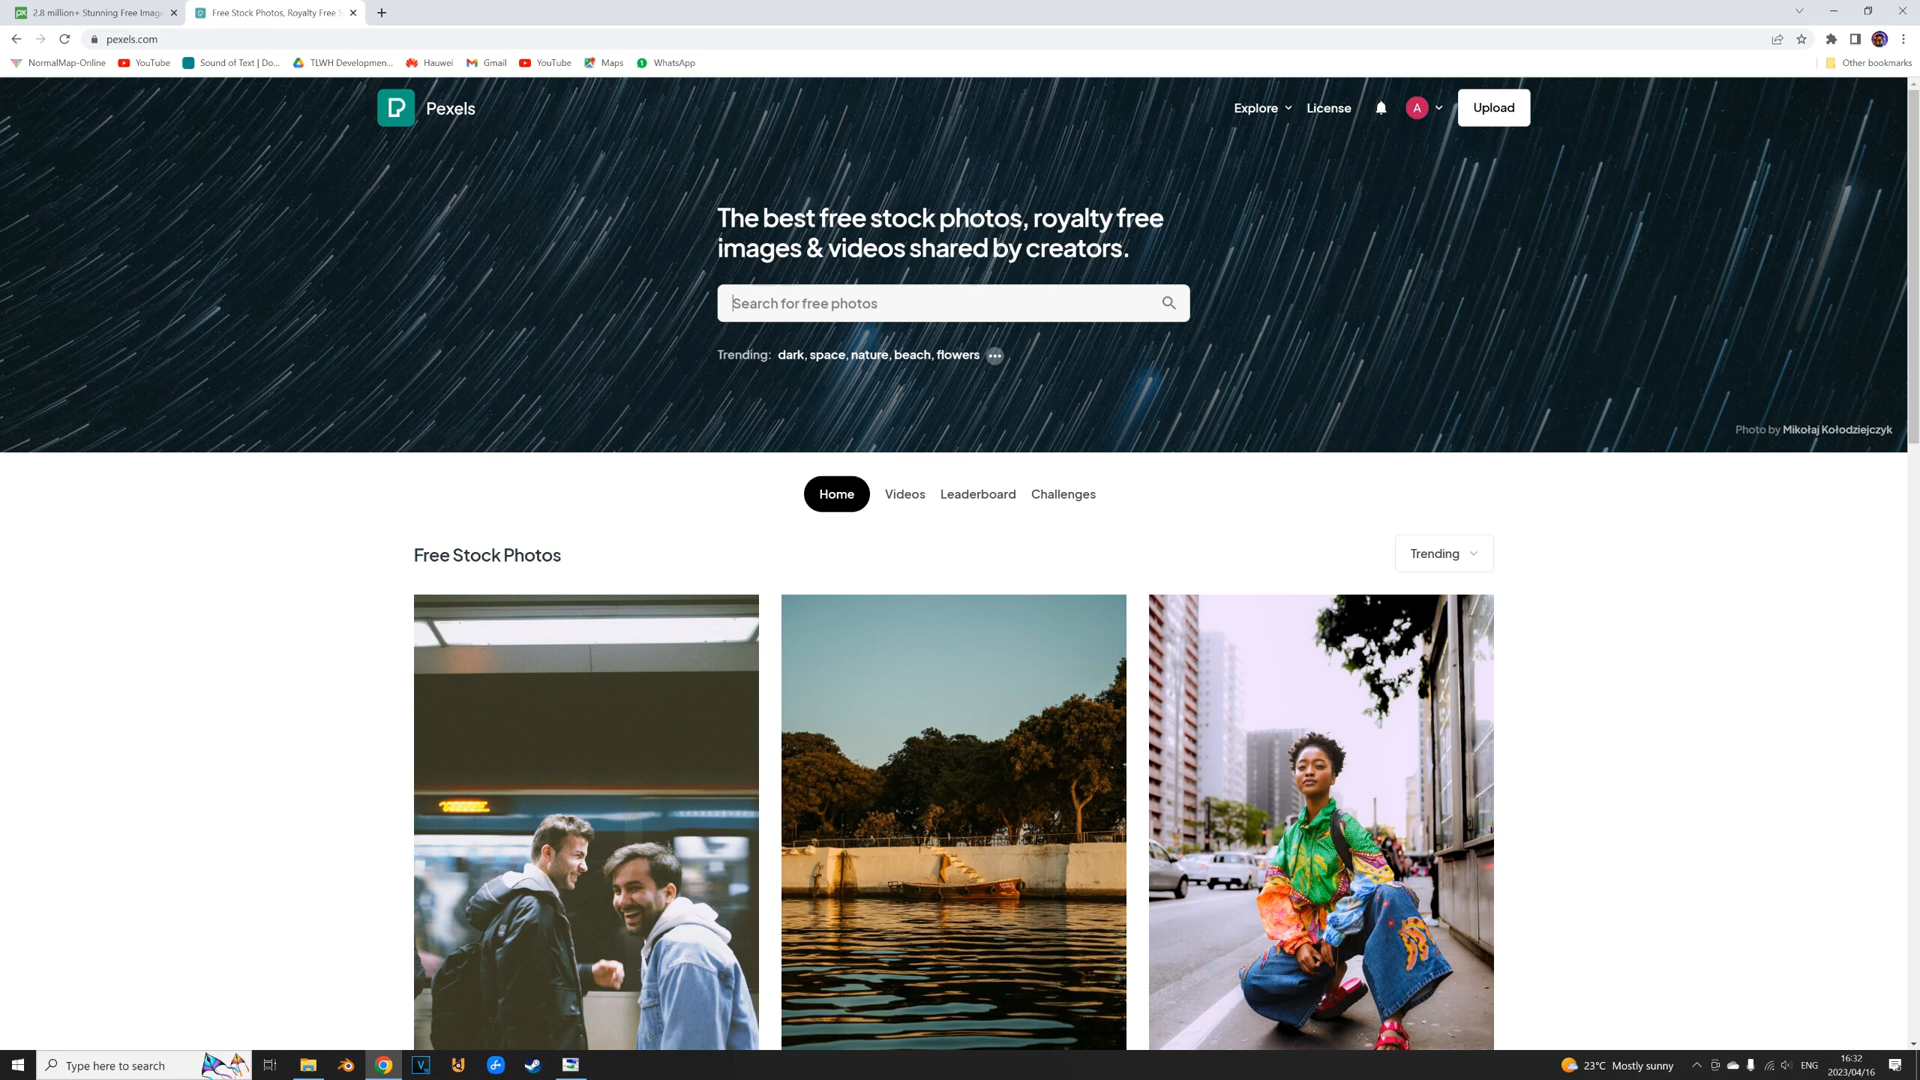 2.8 million+ Stunning Free Imag
Free Stock Photos, Royalty Free S
pexels.com
NormalMap-Online
YouTube
Sound of Text | Do...
TLWH Developmen...
Hauwei
Gmail
YouTube
Maps
WhatsApp
Other bookmarks
Pexels
Explore
License
A
Upload
The best free stock photos, royalty free
images & videos shared by creators.
Search for free photos
Trending: dark, space, nature, beach, flowers
Photo by Mikołaj Kołodziejczyk
Home
Videos
Leaderboard
Challenges
Free Stock Photos
Trending
Type here to search
23°C Mostly sunny
ENG
16:32
2023/04/16